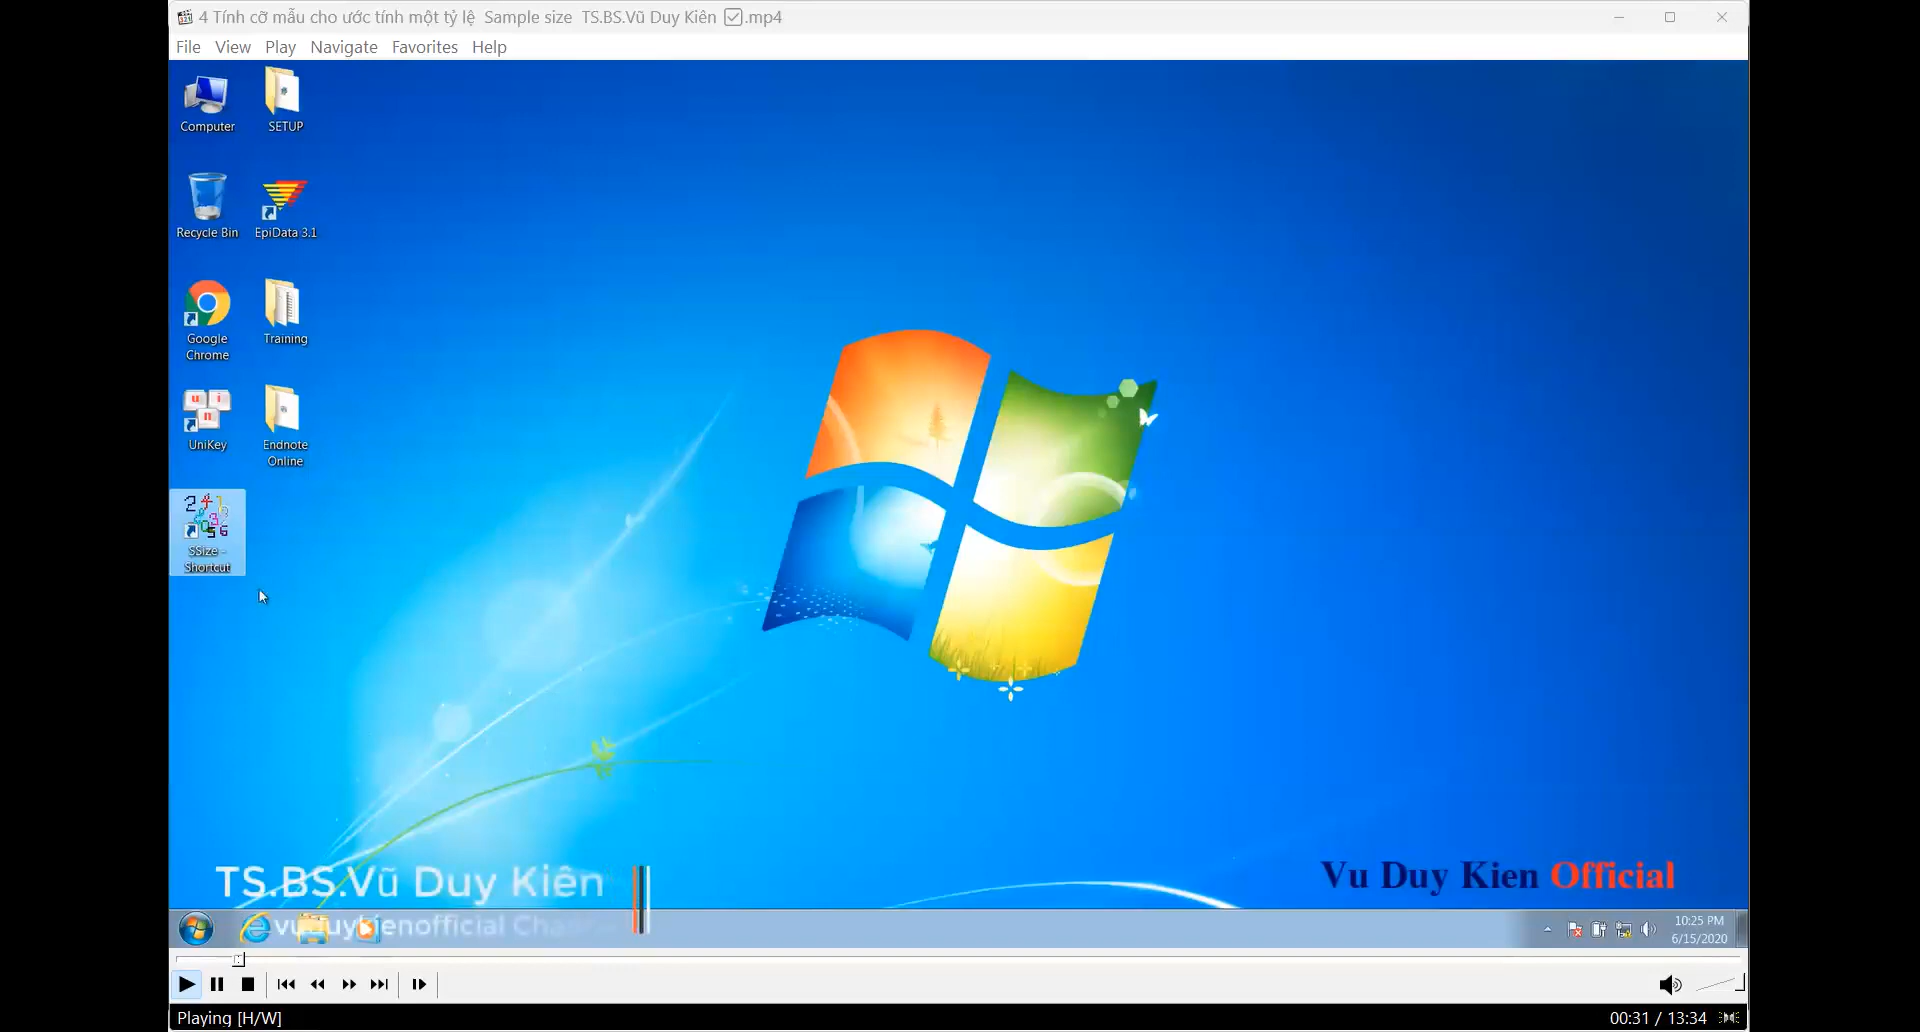 4 Tính cỡ mẫu cho ước tính một tỷ lệ Sample size TS.BS.Vũ Duy Kiên ☑.mp4
File View Play Navigate Favorites Help
Computer
SETUP
Recycle Bin
EpiData 3.1
Google
Chrome
Training
UniKey
Endnote
Online
SSize -
Shortcut
TS.BS.Vũ Duy Kiên
Vu Duy Kien Official
10:25 PM
6/15/2020
Playing [H/W]
00:31 / 13:34